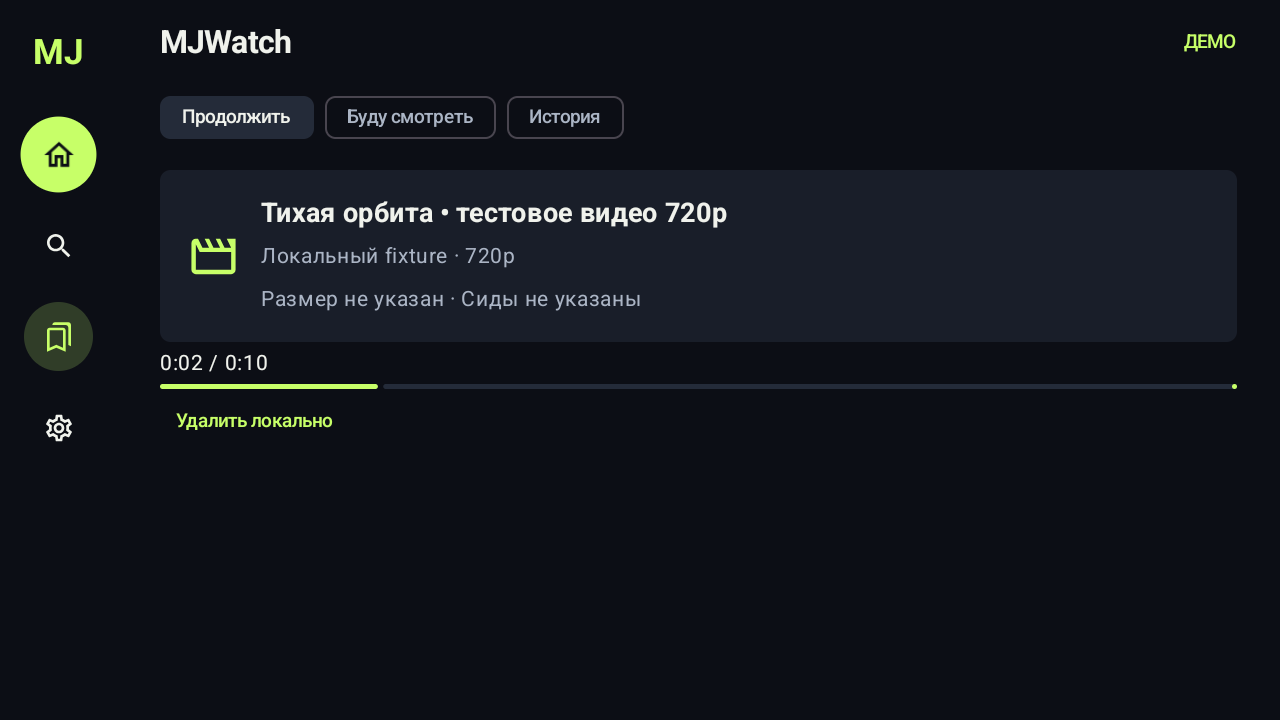 MJ
MJWatch
ДЕМО
Продолжить
Буду смотреть
История
Тихая орбита • тестовое видео 720p
Локальный fixture · 720p
Размер не указан · Сиды не указаны
0:02 / 0:10
Удалить локально